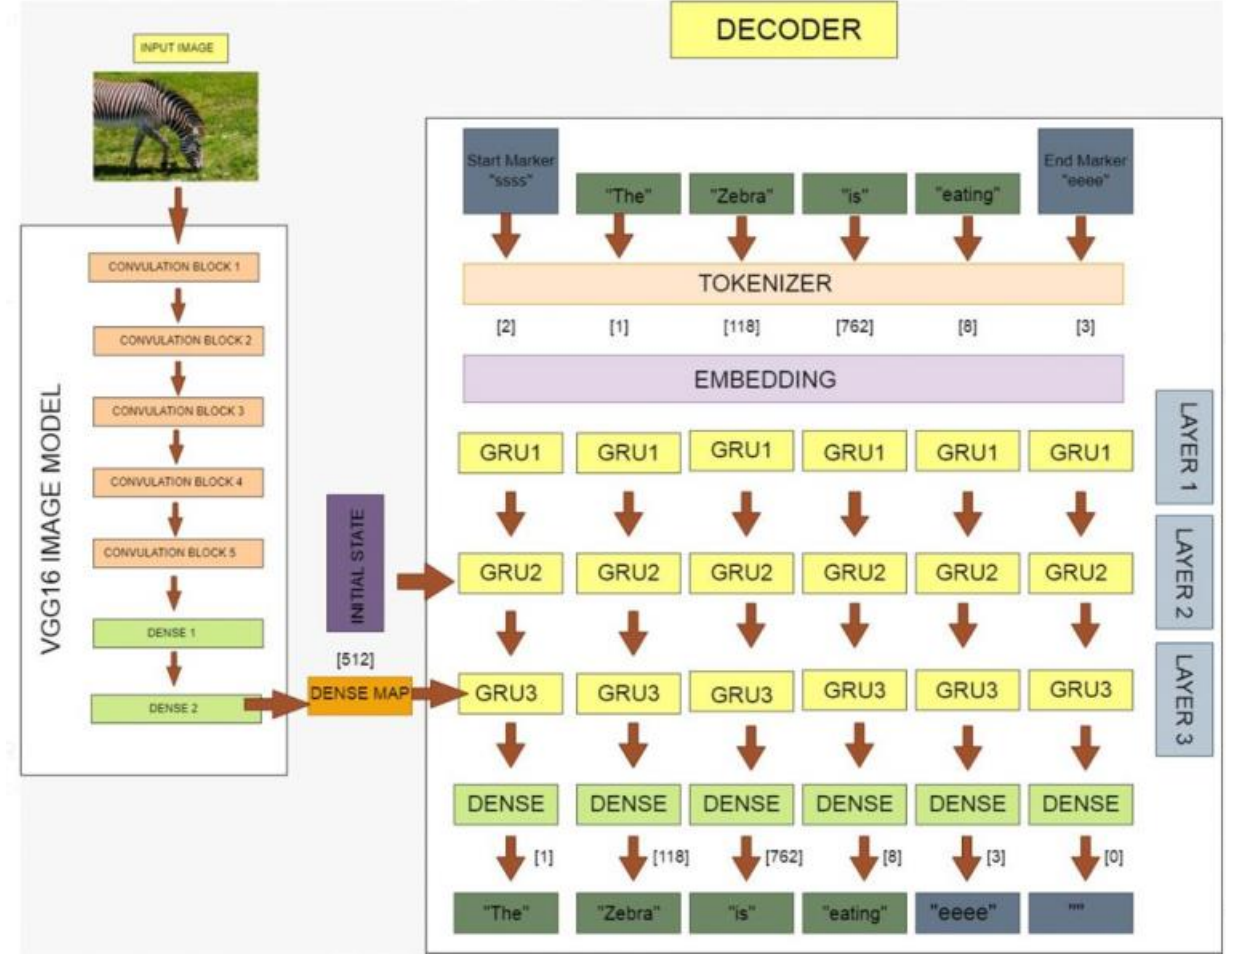 DECODER
INPUT IMAGE
VGG16 IMAGE MODEL
CONVULATION BLOCK 1
CONVULATION BLOCK 2
CONVULATION BLOCK 3
CONVULATION BLOCK 4
CONVULATION BLOCK 5
DENSE 1
DENSE 2
INITIAL STATE
[512]
DENSE MAP
Start Marker
"ssss"
"The"
"Zebra"
"is"
"eating"
End Marker
"eeee"
TOKENIZER
[2] [1] [118] [762] [8] [3]
EMBEDDING
GRU1 GRU1 GRU1 GRU1 GRU1 GRU1
LAYER 1
GRU2 GRU2 GRU2 GRU2 GRU2 GRU2
LAYER 2
GRU3 GRU3 GRU3 GRU3 GRU3 GRU3
LAYER 3
DENSE DENSE DENSE DENSE DENSE DENSE
[1] [118] [762] [8] [3] [0]
"The" "Zebra" "is" "eating" "eeee" ""